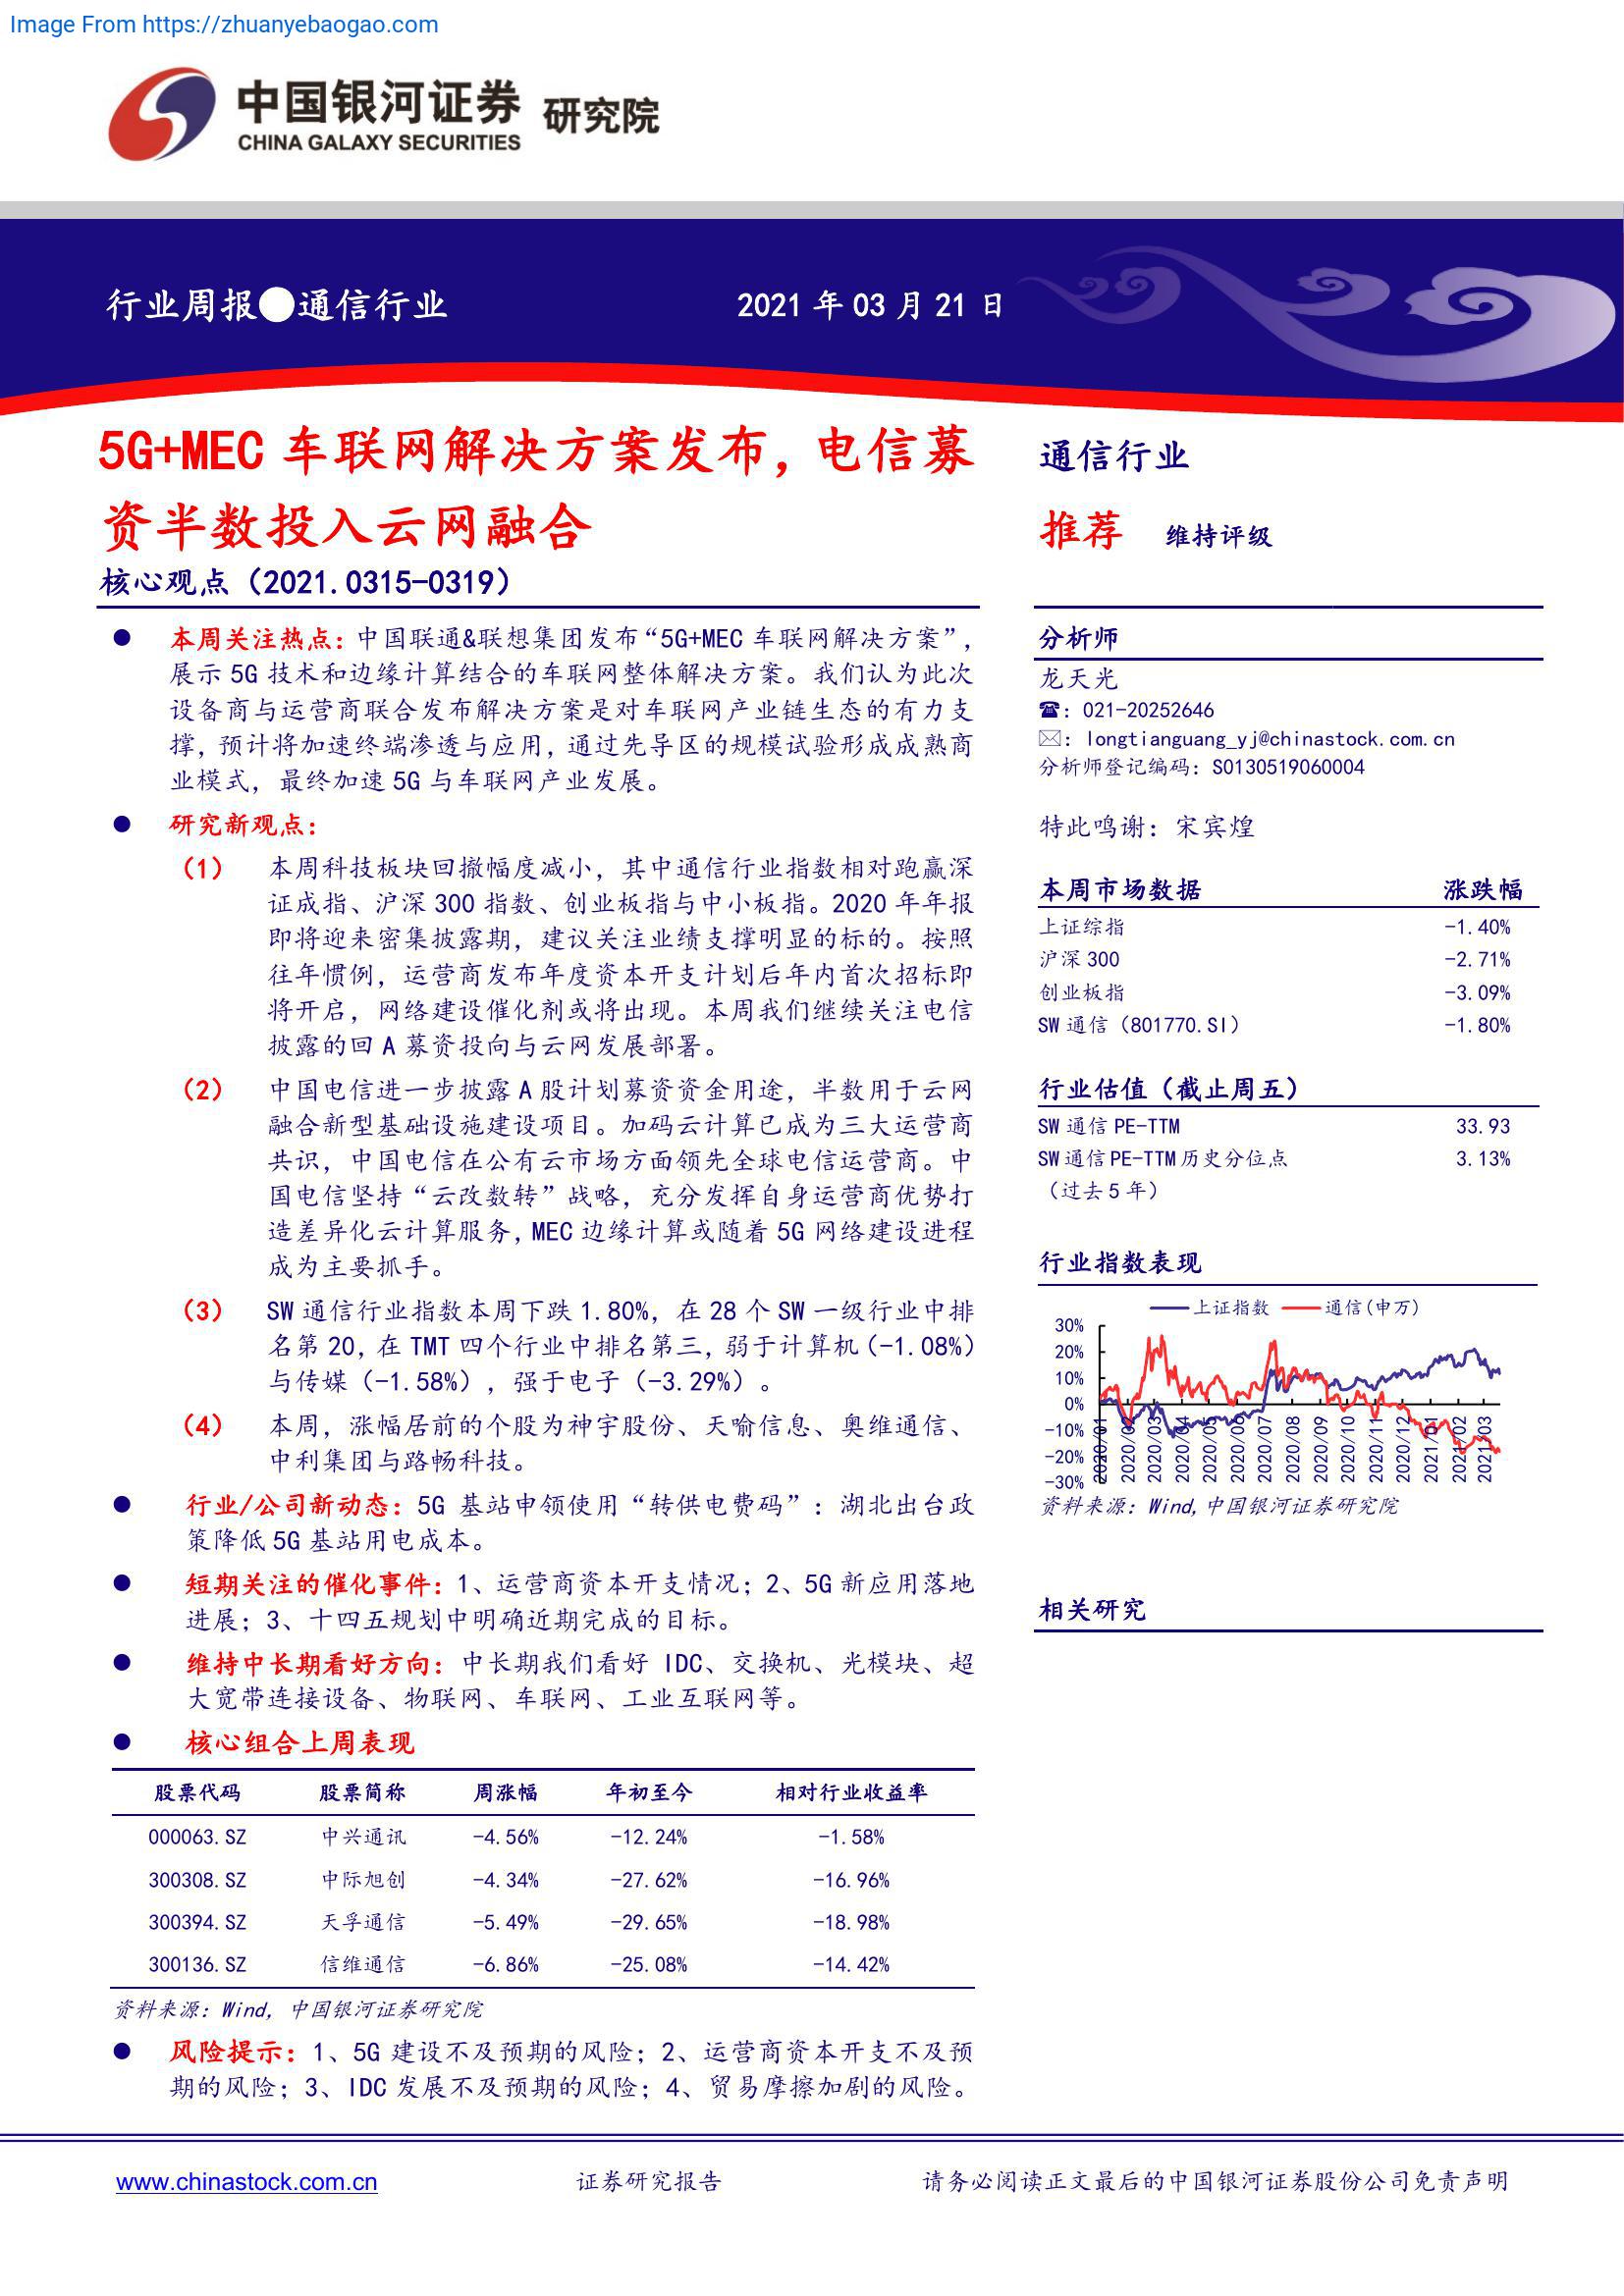 Image From https://zhuanyebaogao.com
中国银河证券 研究院
CHINA GALAXY SECURITIES
行业周报●通信行业
2021 年 03 月 21 日
5G+MEC 车联网解决方案发布，电信募
资半数投入云网融合
核心观点（2021.0315-0319）
● 本周关注热点：中国联通&联想集团发布“5G+MEC 车联网解决方案”，
展示 5G 技术和边缘计算结合的车联网整体解决方案。我们认为此次
设备商与运营商联合发布解决方案是对车联网产业链生态的有力支
撑，预计将加速终端渗透与应用，通过先导区的规模试验形成成熟商
业模式，最终加速 5G 与车联网产业发展。
● 研究新观点：
（1） 本周科技板块回撤幅度减小，其中通信行业指数相对跑赢深
证成指、沪深 300 指数、创业板指与中小板指。2020 年年报
即将迎来密集披露期，建议关注业绩支撑明显的标的。按照
往年惯例，运营商发布年度资本开支计划后年内首次招标即
将开启，网络建设催化剂或将出现。本周我们继续关注电信
披露的回 A 募资投向与云网发展部署。
（2） 中国电信进一步披露 A 股计划募资资金用途，半数用于云网
融合新型基础设施建设项目。加码云计算已成为三大运营商
共识，中国电信在公有云市场方面领先全球电信运营商。中
国电信坚持“云改数转”战略，充分发挥自身运营商优势打
造差异化云计算服务，MEC 边缘计算或随着 5G 网络建设进程
成为主要抓手。
（3） SW 通信行业指数本周下跌 1.80%，在 28 个 SW 一级行业中排
名第 20，在 TMT 四个行业中排名第三，弱于计算机（-1.08%）
与传媒（-1.58%），强于电子（-3.29%）。
（4） 本周，涨幅居前的个股为神宇股份、天喻信息、奥维通信、
中利集团与路畅科技。
● 行业/公司新动态：5G 基站申领使用“转供电费码”：湖北出台政
策降低 5G 基站用电成本。
● 短期关注的催化事件：1、运营商资本开支情况；2、5G 新应用落地
进展；3、十四五规划中明确近期完成的目标。
● 维持中长期看好方向：中长期我们看好 IDC、交换机、光模块、超
大宽带连接设备、物联网、车联网、工业互联网等。
● 核心组合上周表现
股票代码 股票简称 周涨幅 年初至今 相对行业收益率
000063.SZ 中兴通讯 -4.56% -12.24% -1.58%
300308.SZ 中际旭创 -4.34% -27.62% -16.96%
300394.SZ 天孚通信 -5.49% -29.65% -18.98%
300136.SZ 信维通信 -6.86% -25.08% -14.42%
资料来源：Wind，中国银河证券研究院
● 风险提示：1、5G 建设不及预期的风险；2、运营商资本开支不及预
期的风险；3、IDC 发展不及预期的风险；4、贸易摩擦加剧的风险。
通信行业
推荐 维持评级
分析师
龙天光
☎：021-20252646
✉：longtianguang_yj@chinastock.com.cn
分析师登记编码：S0130519060004
特此鸣谢：宋宾煌
本周市场数据 涨跌幅
上证综指 -1.40%
沪深 300 -2.71%
创业板指 -3.09%
SW 通信（801770.SI） -1.80%
行业估值（截止周五）
SW 通信 PE-TTM 33.93
SW 通信 PE-TTM 历史分位点 3.13%
（过去 5 年）
行业指数表现
上证指数 通信(申万)
30%
20%
10%
0%
-10%
-20%
-30%
2020/01 2020/02 2020/03 2020/04 2020/05 2020/06 2020/07 2020/08 2020/09 2020/10 2020/11 2020/12 2021/01 2021/02 2021/03
资料来源：Wind，中国银河证券研究院
相关研究
www.chinastock.com.cn
证券研究报告
请务必阅读正文最后的中国银河证券股份公司免责声明